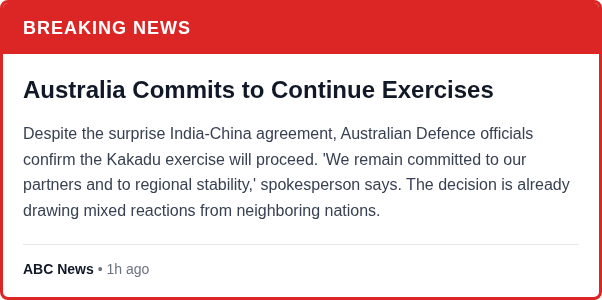 BREAKING NEWS
Australia Commits to Continue Exercises
Despite the surprise India-China agreement, Australian Defence officials
confirm the Kakadu exercise will proceed. 'We remain committed to our
partners and to regional stability,' spokesperson says. The decision is already
drawing mixed reactions from neighboring nations.
ABC News • 1h ago